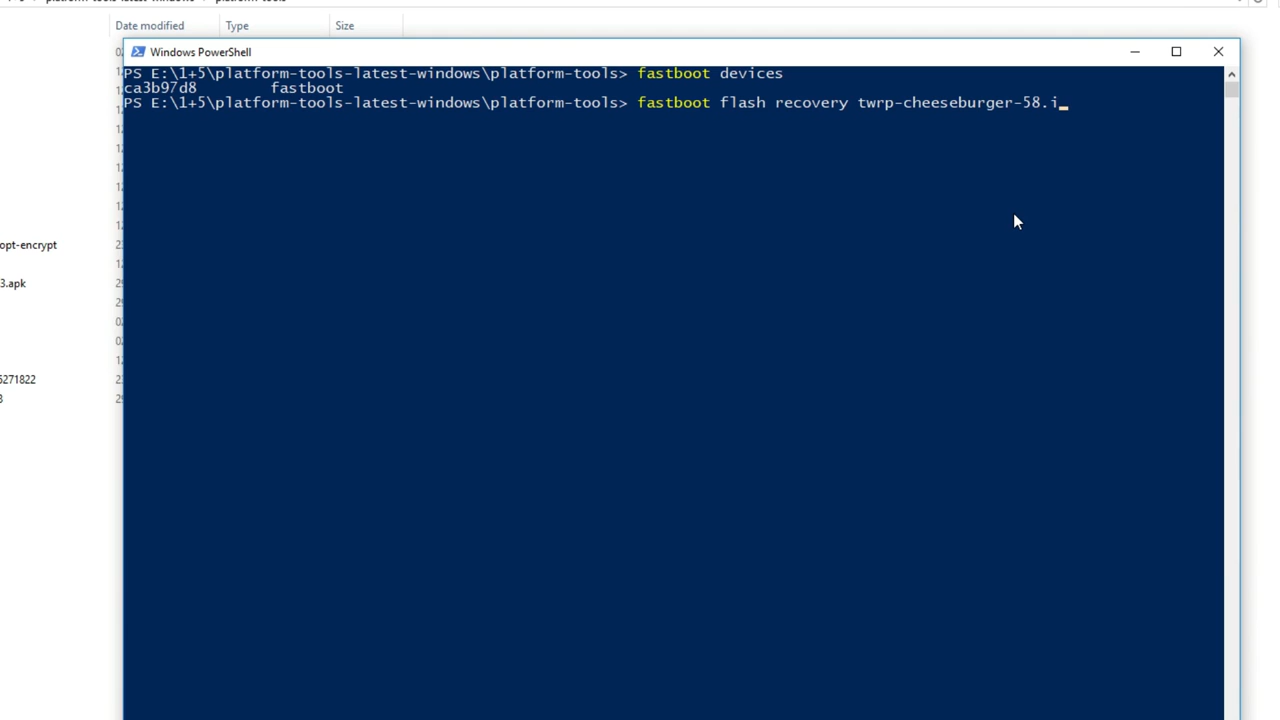 Date modified Type Size
Windows PowerShell
PS E:\1+5\platform-tools-latest-windows\platform-tools> fastboot devices
ca3b97d8 fastboot
PS E:\1+5\platform-tools-latest-windows\platform-tools> fastboot flash recovery twrp-cheeseburger-58.i
opt-encrypt
3.apk
5271822